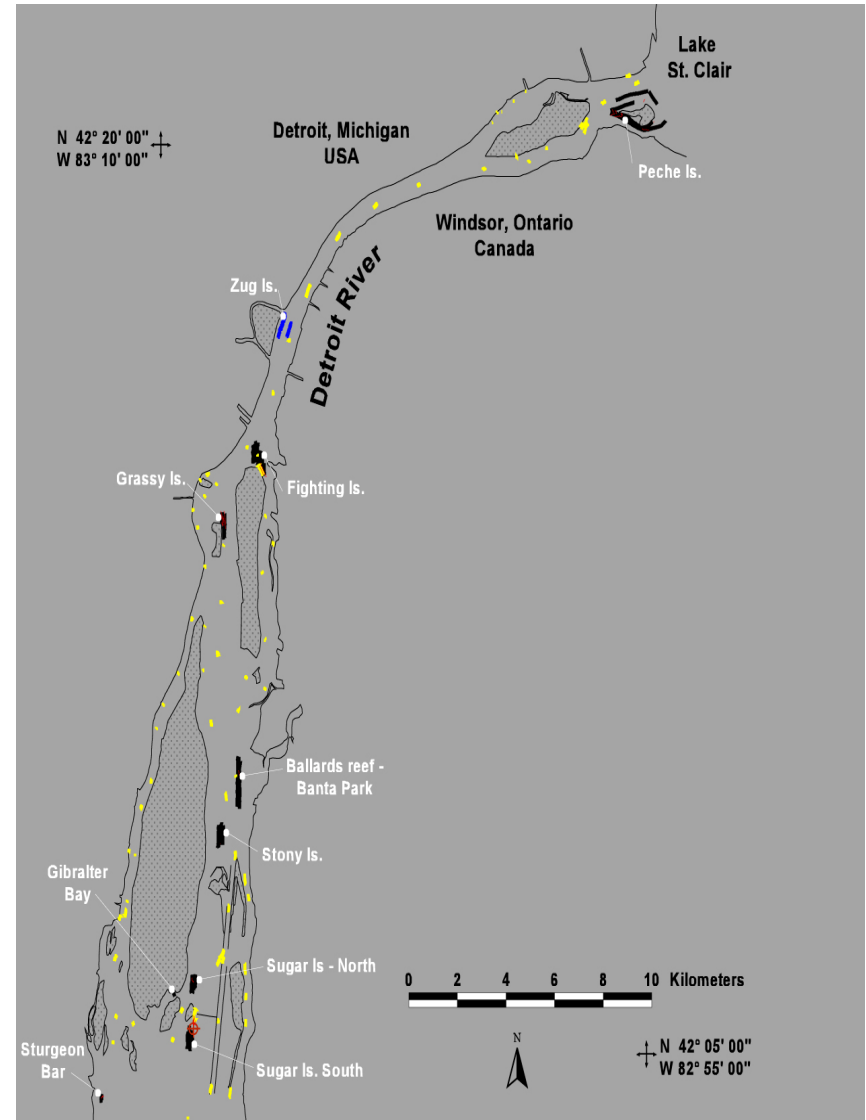 Lake
St. Clair
N 42° 20' 00"
W 83° 10' 00"
Detroit, Michigan
USA
Peche Is.
Windsor, Ontario
Canada
Zug Is.
Detroit River
Grassy Is.
Fighting Is.
Ballards reef -
Banta Park
Stony Is.
Gibralter
Bay
Sugar Is - North
0 2 4 6 8 10 Kilometers
Sturgeon
Bar
Sugar Is. South
N
N 42° 05' 00"
W 82° 55' 00"